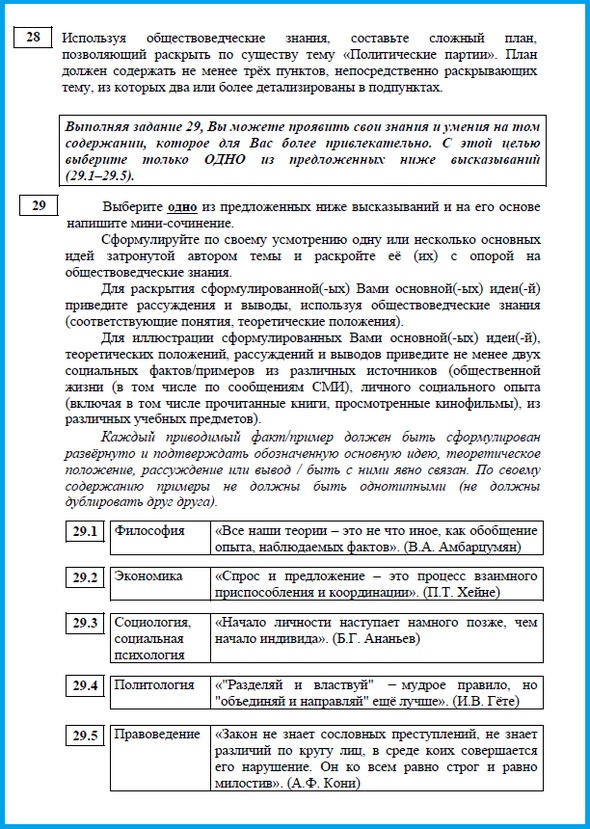 28
Используя обществоведческие знания, составьте сложный план,
позволяющий раскрыть по существу тему «Политические партии». План
должен содержать не менее трёх пунктов, непосредственно раскрывающих
тему, из которых два или более детализированы в подпунктах.
Выполняя задание 29, Вы можете проявить свои знания и умения на том
содержании, которое для Вас более привлекательно. С этой целью
выберите только ОДНО из предложенных ниже высказываний
(29.1–29.5).
29
Выберите одно из предложенных ниже высказываний и на его основе
напишите мини-сочинение.
Сформулируйте по своему усмотрению одну или несколько основных
идей затронутой автором темы и раскройте её (их) с опорой на
обществоведческие знания.
Для раскрытия сформулированной(-ых) Вами основной(-ых) идеи(-й)
приведите рассуждения и выводы, используя обществоведческие знания
(соответствующие понятия, теоретические положения).
Для иллюстрации сформулированных Вами основной(-ых) идеи(-й),
теоретических положений, рассуждений и выводов приведите не менее двух
социальных фактов/примеров из различных источников (общественной
жизни (в том числе по сообщениям СМИ), личного социального опыта
(включая в том числе прочитанные книги, просмотренные кинофильмы), из
различных учебных предметов).
Каждый приводимый факт/пример должен быть сформулирован
развёрнуто и подтверждать обозначенную основную идею, теоретическое
положение, рассуждение или вывод / быть с ними явно связан. По своему
содержанию примеры не должны быть однотипными (не должны
дублировать друг друга).
29.1 Философия «Все наши теории – это не что иное, как обобщение
опыта, наблюдаемых фактов». (В.А. Амбарцумян)
29.2 Экономика «Спрос и предложение – это процесс взаимного
приспособления и координации». (П.Т. Хейне)
29.3 Социология, «Начало личности наступает намного позже, чем
социальная начало индивида». (Б.Г. Ананьев)
психология
29.4 Политология «"Разделяй и властвуй" – мудрое правило, но
"объединяй и направляй" ещё лучше». (И.В. Гёте)
29.5 Правоведение «Закон не знает сословных преступлений, не знает
различий по кругу лиц, в среде коих совершается
его нарушение. Он ко всем равно строг и равно
милостив». (А.Ф. Кони)